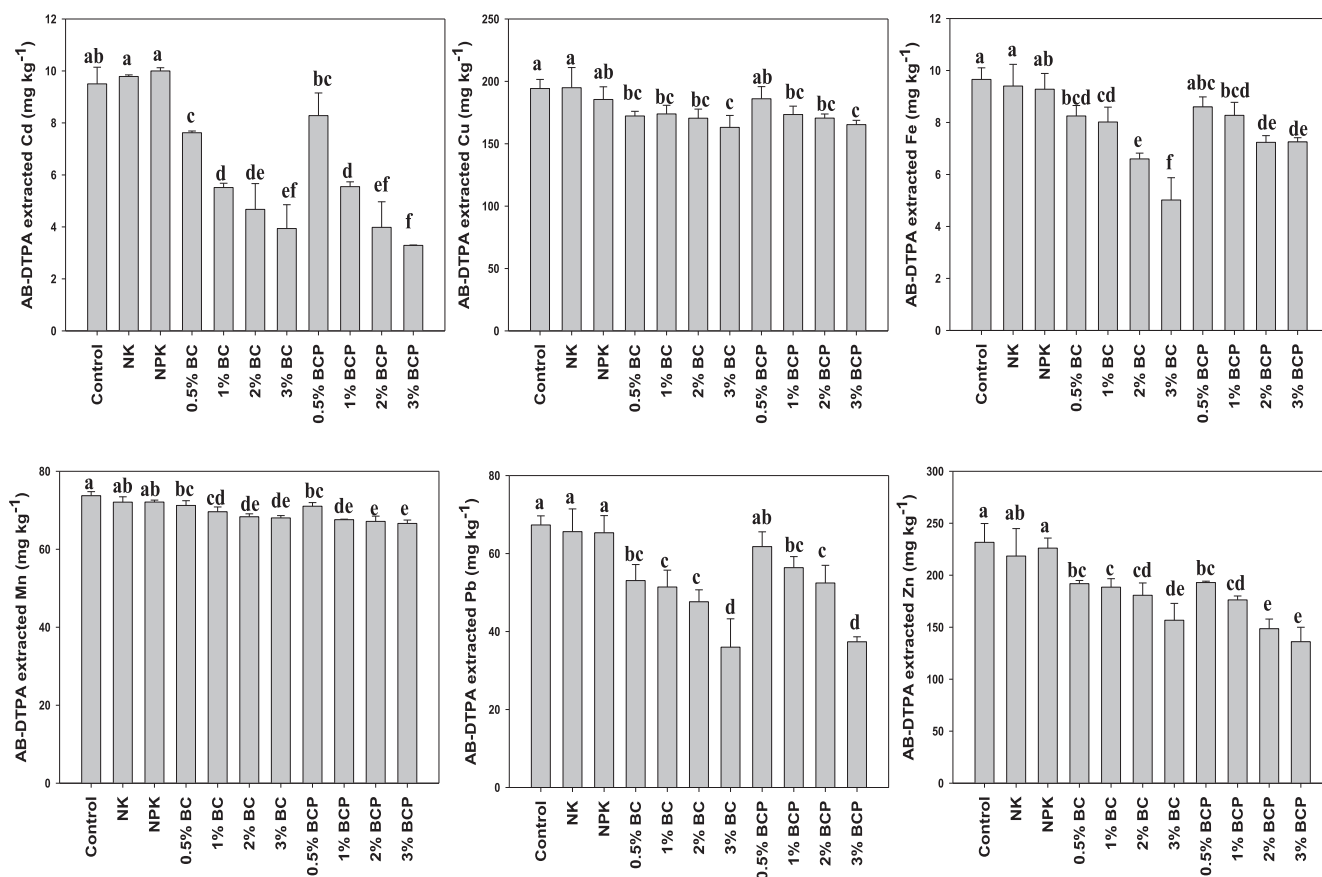 AB-DTPA extracted Cd (mg kg⁻¹)
12
10
8
6
4
2
0
ab a a c d de ef bc d ef f
Control NK NPK 0.5% BC 1% BC 2% BC 3% BC 0.5% BCP 1% BCP 2% BCP 3% BCP
AB-DTPA extracted Cu (mg kg⁻¹)
250
200
150
100
50
0
a a ab bc bc bc c ab bc bc c
Control NK NPK 0.5% BC 1% BC 2% BC 3% BC 0.5% BCP 1% BCP 2% BCP 3% BCP
AB-DTPA extracted Fe (mg kg⁻¹)
12
10
8
6
4
2
0
a a ab bcd cd e f abc bcd de de
Control NK NPK 0.5% BC 1% BC 2% BC 3% BC 0.5% BCP 1% BCP 2% BCP 3% BCP
AB-DTPA extracted Mn (mg kg⁻¹)
80
60
40
20
0
a ab ab bc cd de de bc de e e
Control NK NPK 0.5% BC 1% BC 2% BC 3% BC 0.5% BCP 1% BCP 2% BCP 3% BCP
AB-DTPA extracted Pb (mg kg⁻¹)
80
60
40
20
0
a a a bc c c d ab bc c d
Control NK NPK 0.5% BC 1% BC 2% BC 3% BC 0.5% BCP 1% BCP 2% BCP 3% BCP
AB-DTPA extracted Zn (mg kg⁻¹)
300
250
200
150
100
50
0
a ab a bc c cd de bc cd e e
Control NK NPK 0.5% BC 1% BC 2% BC 3% BC 0.5% BCP 1% BCP 2% BCP 3% BCP